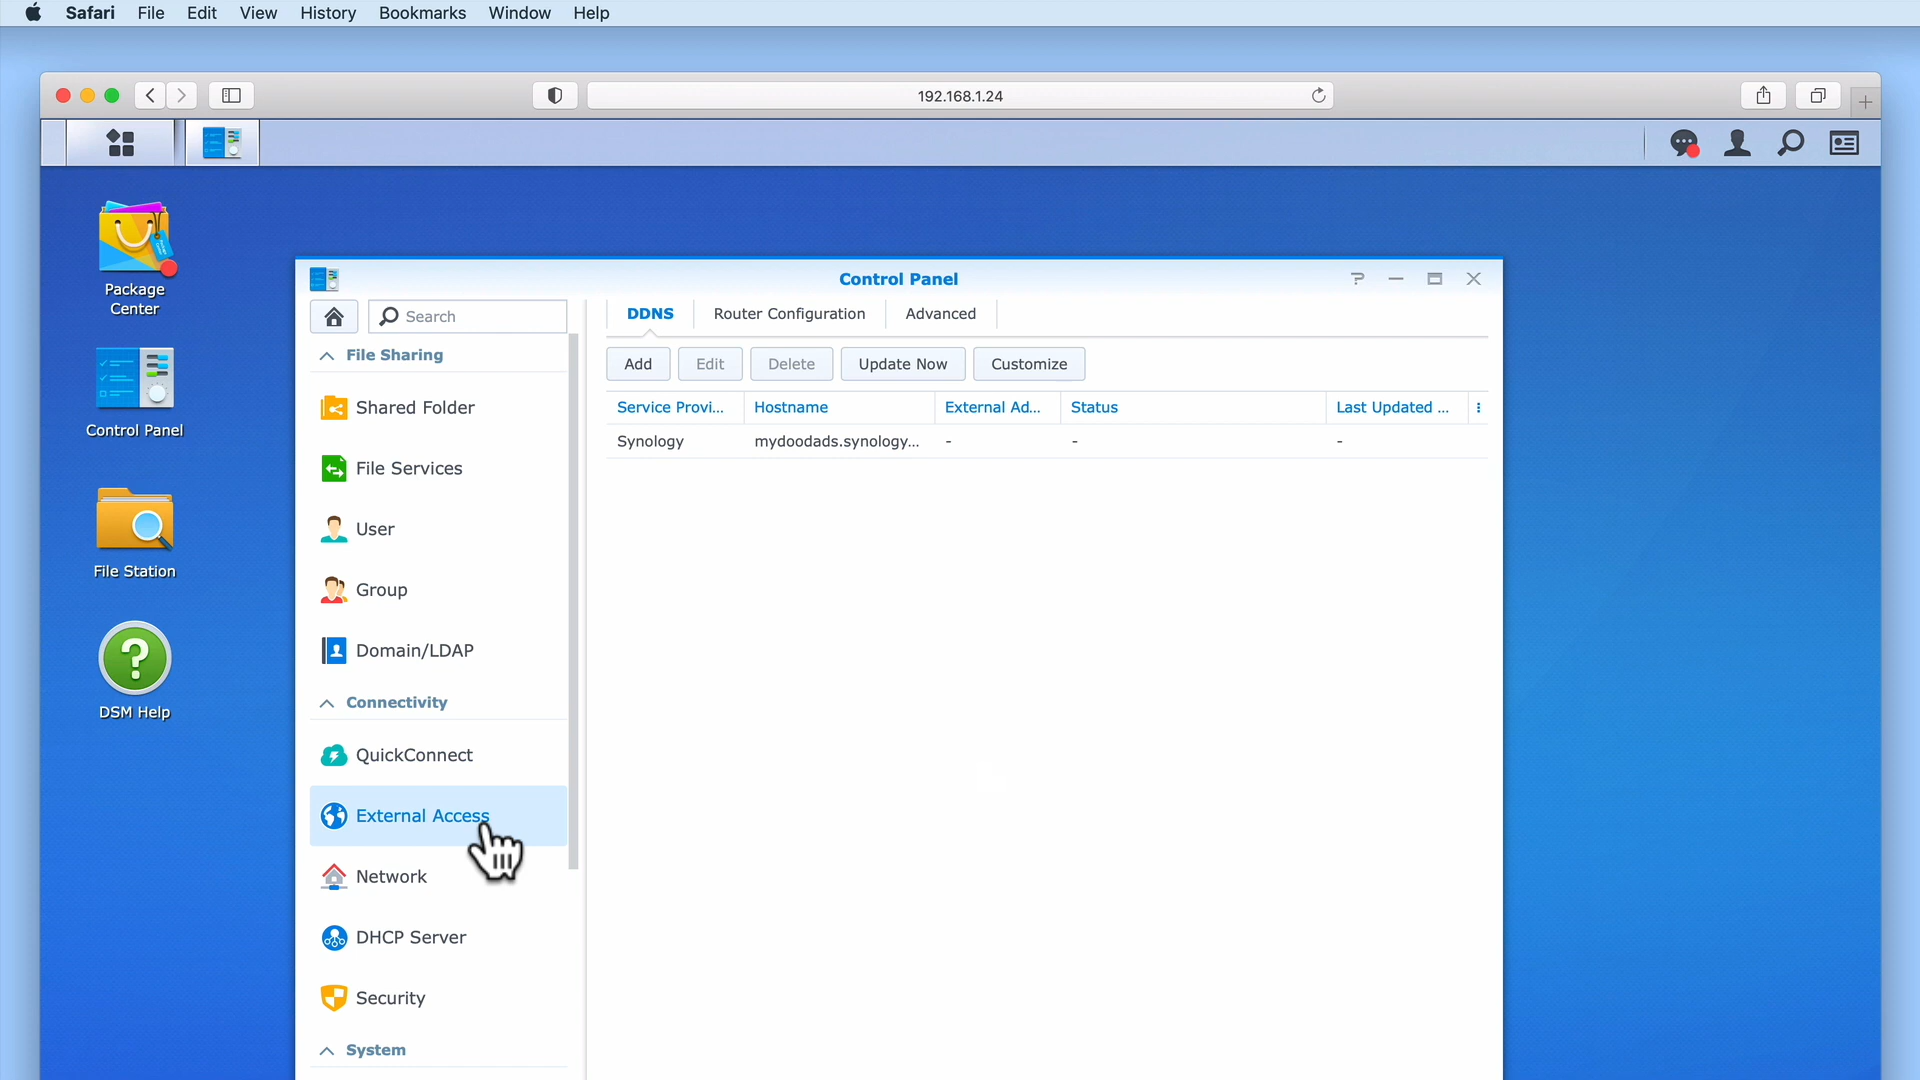 Safari File Edit View History Bookmarks Window Help
192.168.1.24
Package
Center
Control Panel
File Station
DSM Help
Control Panel
Search
File Sharing
Shared Folder
File Services
User
Group
Domain/LDAP
Connectivity
QuickConnect
External Access
Network
DHCP Server
Security
System
DDNS Router Configuration Advanced
Add Edit Delete Update Now Customize
Service Provi... Hostname External Ad... Status Last Updated ...
Synology mydoodads.synology... - - -